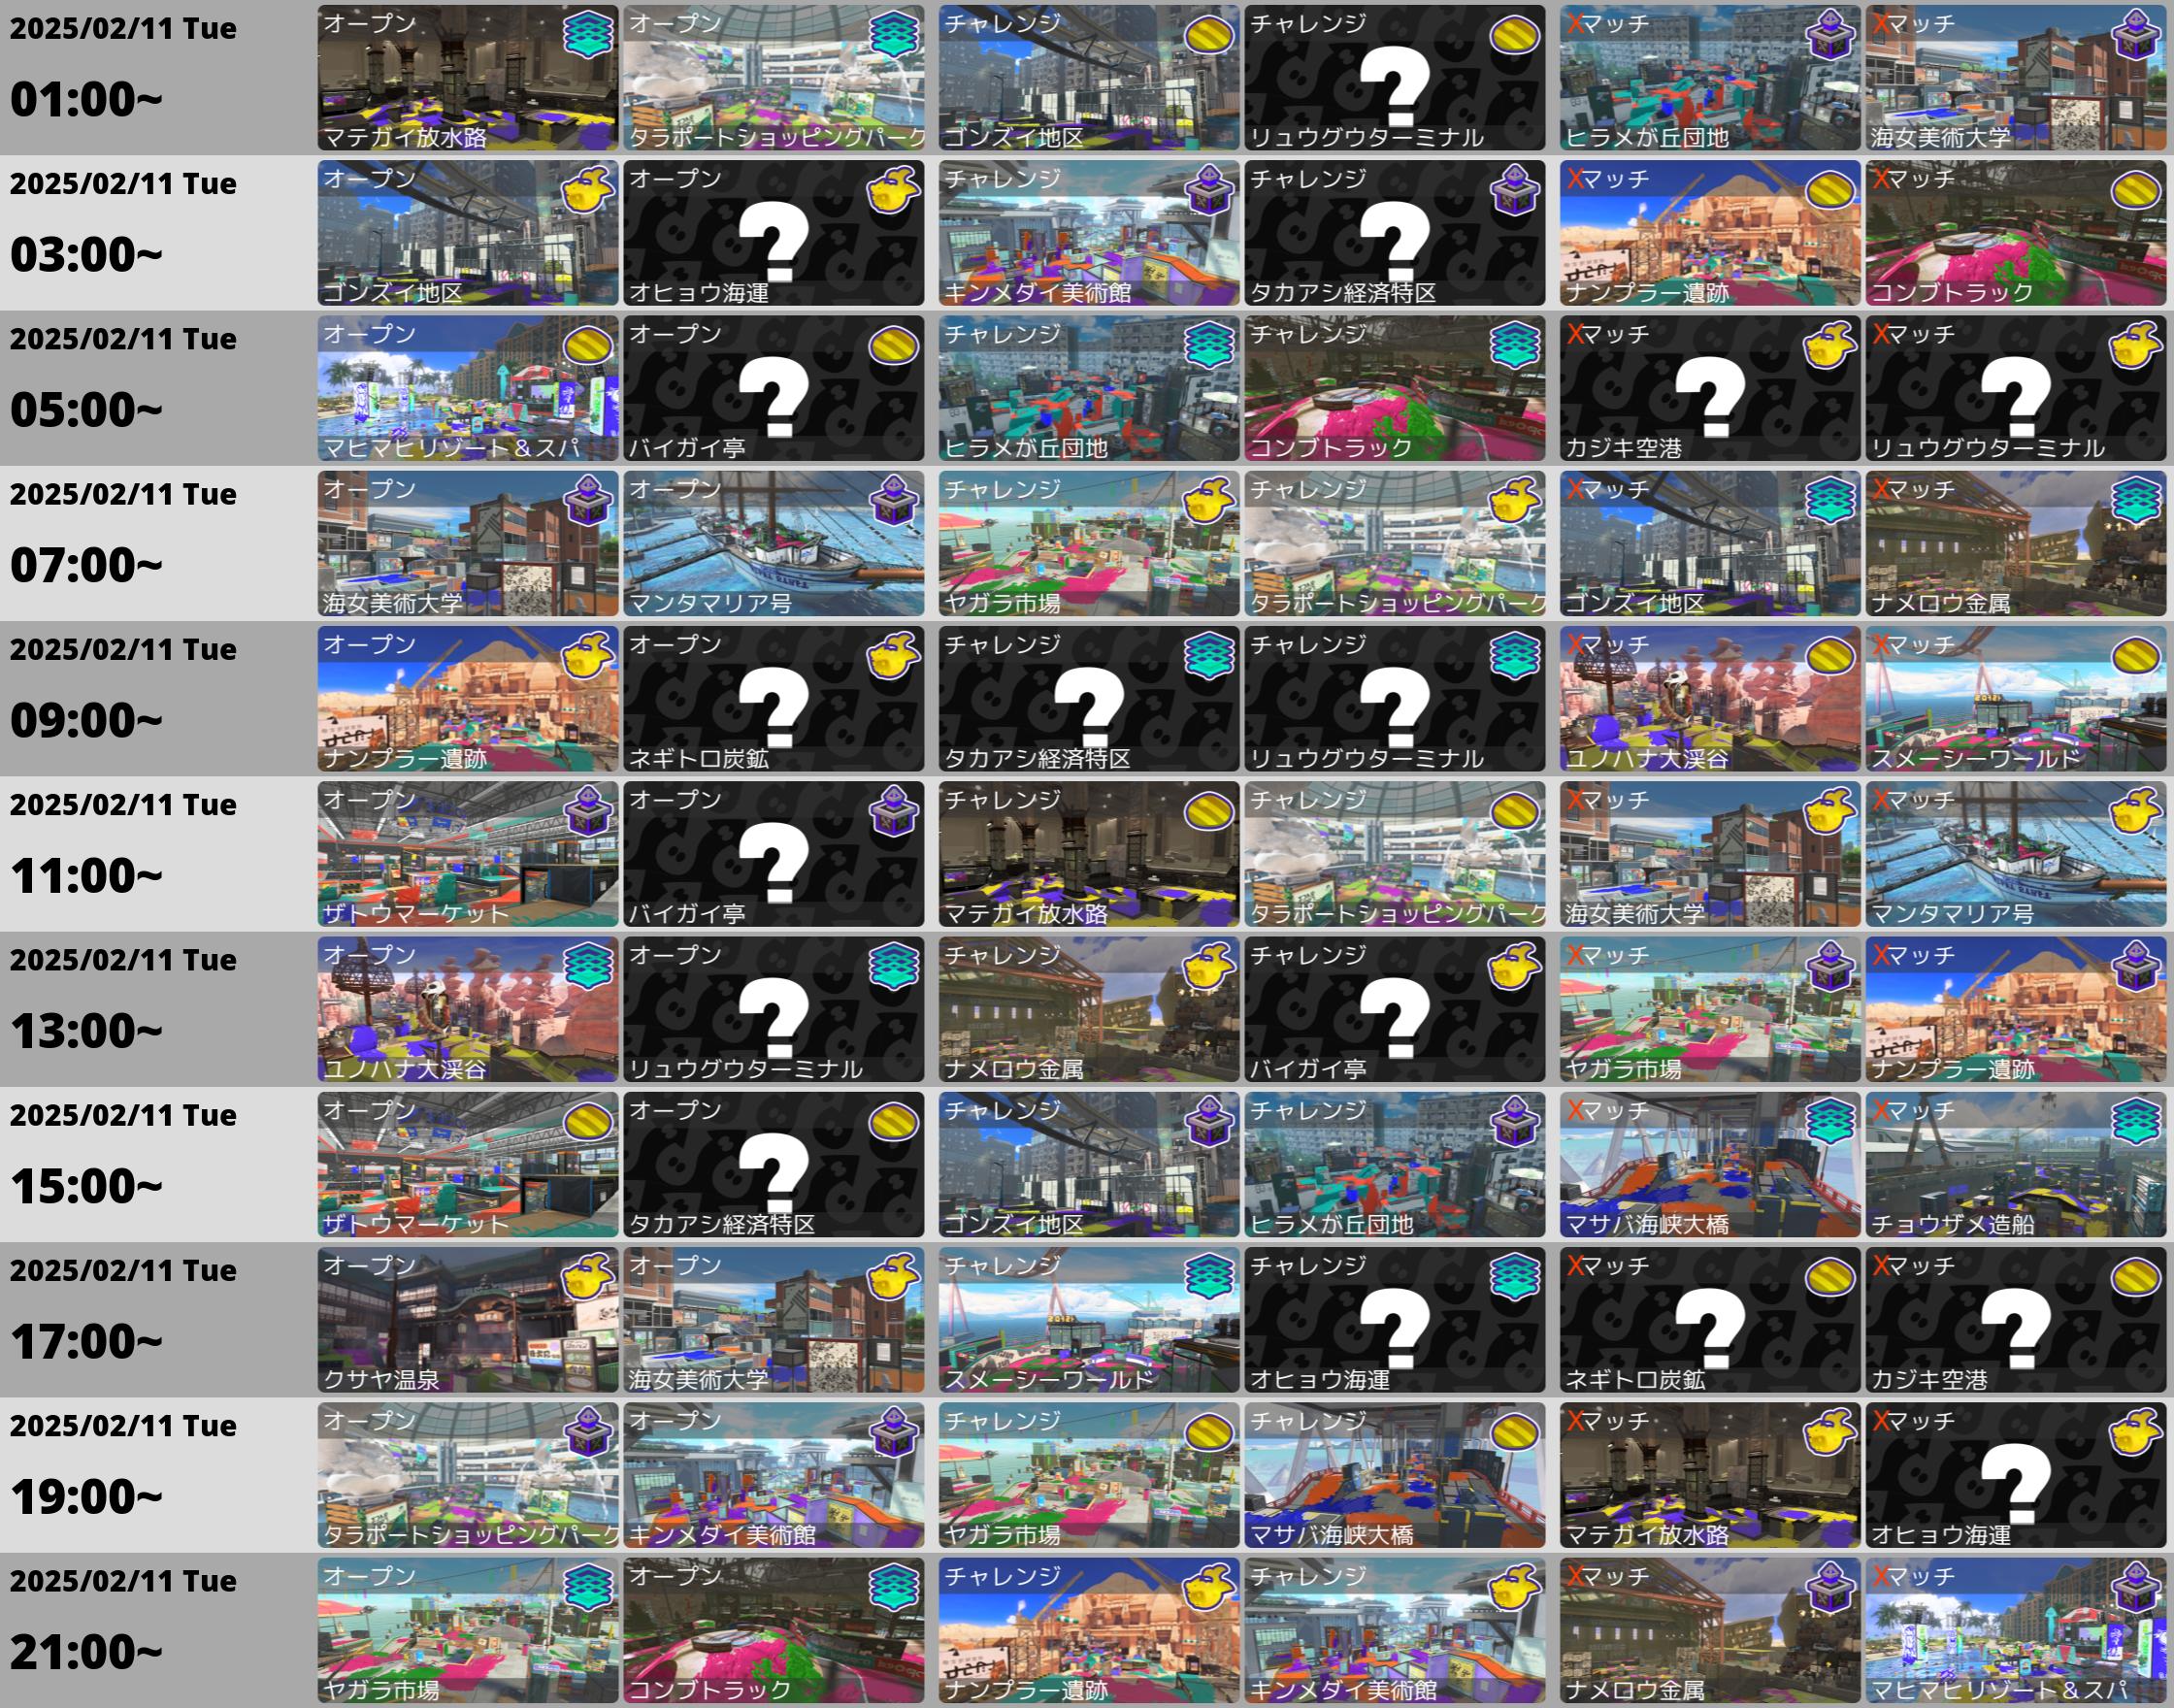 2025/02/11 Tue
01:00~
オープン
マテガイ放水路
オープン
タラポートショッピングパーク
チャレンジ
ゴンズイ地区
チャレンジ
リュウグウターミナル
Xマッチ
ヒラメが丘団地
Xマッチ
海女美術大学
2025/02/11 Tue
03:00~
オープン
ゴンズイ地区
オープン
オヒョウ海運
チャレンジ
キンメダイ美術館
チャレンジ
タカアシ経済特区
Xマッチ
ナンプラー遺跡
Xマッチ
コンブトラック
2025/02/11 Tue
05:00~
オープン
マヒマヒリゾート＆スパ
オープン
バイガイ亭
チャレンジ
ヒラメが丘団地
チャレンジ
コンブトラック
Xマッチ
カジキ空港
Xマッチ
リュウグウターミナル
2025/02/11 Tue
07:00~
オープン
海女美術大学
オープン
マンタマリア号
チャレンジ
ヤガラ市場
チャレンジ
タラポートショッピングパーク
Xマッチ
ゴンズイ地区
Xマッチ
ナメロウ金属
2025/02/11 Tue
09:00~
オープン
ナンプラー遺跡
オープン
ネギトロ炭鉱
チャレンジ
タカアシ経済特区
チャレンジ
リュウグウターミナル
Xマッチ
ユノハナ大渓谷
Xマッチ
スメーシーワールド
2025/02/11 Tue
11:00~
オープン
ザトウマーケット
オープン
バイガイ亭
チャレンジ
マテガイ放水路
チャレンジ
タラポートショッピングパーク
Xマッチ
海女美術大学
Xマッチ
マンタマリア号
2025/02/11 Tue
13:00~
オープン
ユノハナ大渓谷
オープン
リュウグウターミナル
チャレンジ
ナメロウ金属
チャレンジ
バイガイ亭
Xマッチ
ヤガラ市場
Xマッチ
ナンプラー遺跡
2025/02/11 Tue
15:00~
オープン
ザトウマーケット
オープン
タカアシ経済特区
チャレンジ
ゴンズイ地区
チャレンジ
ヒラメが丘団地
Xマッチ
マサバ海峡大橋
Xマッチ
チョウザメ造船
2025/02/11 Tue
17:00~
オープン
クサヤ温泉
オープン
海女美術大学
チャレンジ
スメーシーワールド
チャレンジ
オヒョウ海運
Xマッチ
ネギトロ炭鉱
Xマッチ
カジキ空港
2025/02/11 Tue
19:00~
オープン
タラポートショッピングパーク
オープン
キンメダイ美術館
チャレンジ
ヤガラ市場
チャレンジ
マサバ海峡大橋
Xマッチ
マテガイ放水路
Xマッチ
オヒョウ海運
2025/02/11 Tue
21:00~
オープン
ヤガラ市場
オープン
コンブトラック
チャレンジ
ナンプラー遺跡
チャレンジ
キンメダイ美術館
Xマッチ
ナメロウ金属
Xマッチ
マヒマヒリゾート＆スパ